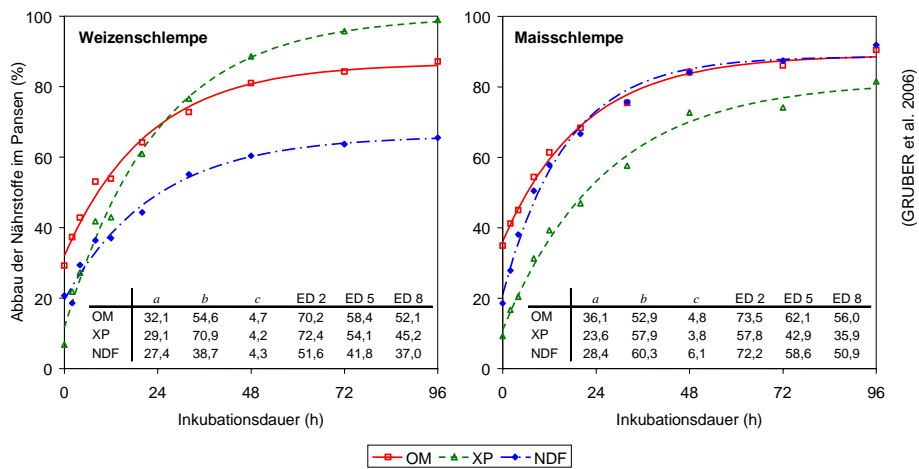 Weizenschlempe
Abbau der Nährstoffe im Pansen (%)
100
80
60
40
20
0
a b c ED 2 ED 5 ED 8
OM 32,1 54,6 4,7 70,2 58,4 52,1
XP 29,1 70,9 4,2 72,4 54,1 45,2
NDF 27,4 38,7 4,3 51,6 41,8 37,0
0 24 48 72 96
Inkubationsdauer (h)
Maisschlempe
100
80
60
40
20
0
a b c ED 2 ED 5 ED 8
OM 36,1 52,9 4,8 73,5 62,1 56,0
XP 23,6 57,9 3,8 57,8 42,9 35,9
NDF 28,4 60,3 6,1 72,2 58,6 50,9
0 24 48 72 96
Inkubationsdauer (h)
(GRUBER et al. 2006)
OM XP NDF